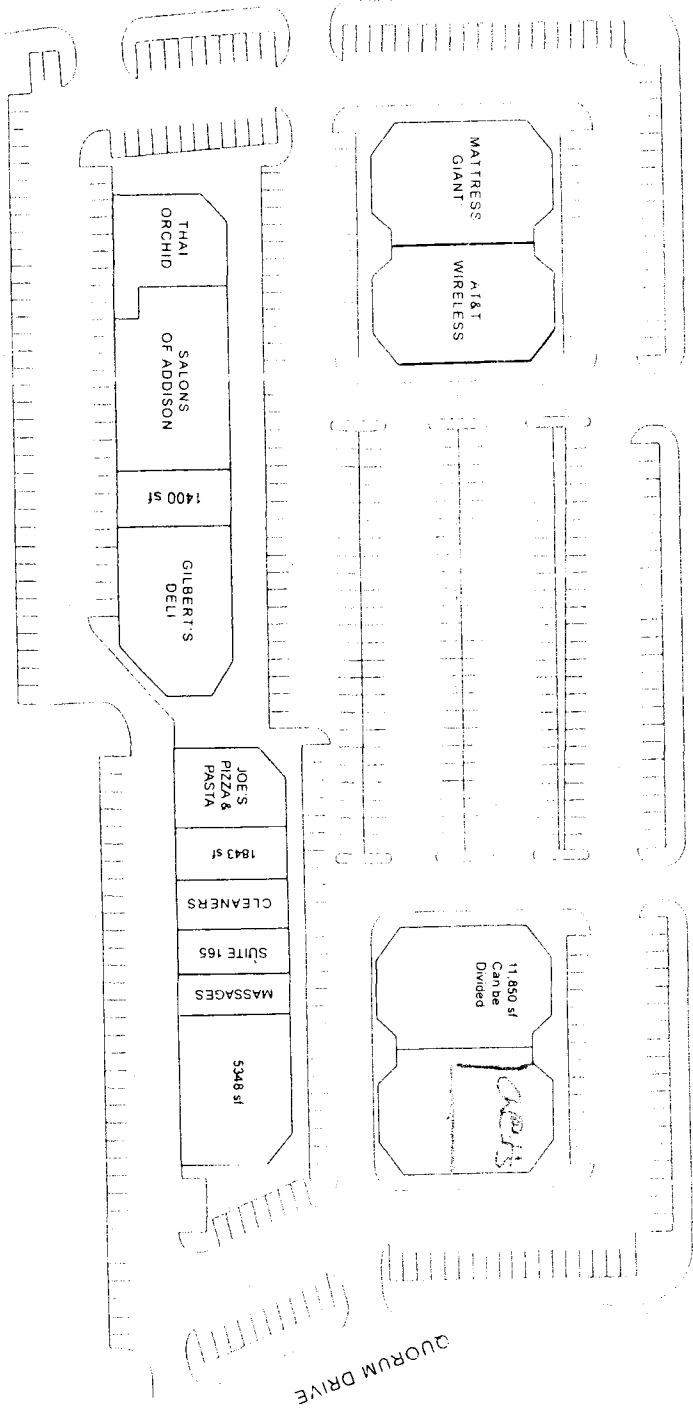 MATTRESS
GIANT
AT&T
WIRELESS
THAI
ORCHID
SALONS
OF ADDISON
1400 sf
GILBERT'S
DELI
JOE'S
PIZZA &
PASTA
1843 sf
CLEANERS
SUITE 165
MASSAGES
5348 sf
11,850 sf
Can be
Divided
QUORUM DRIVE